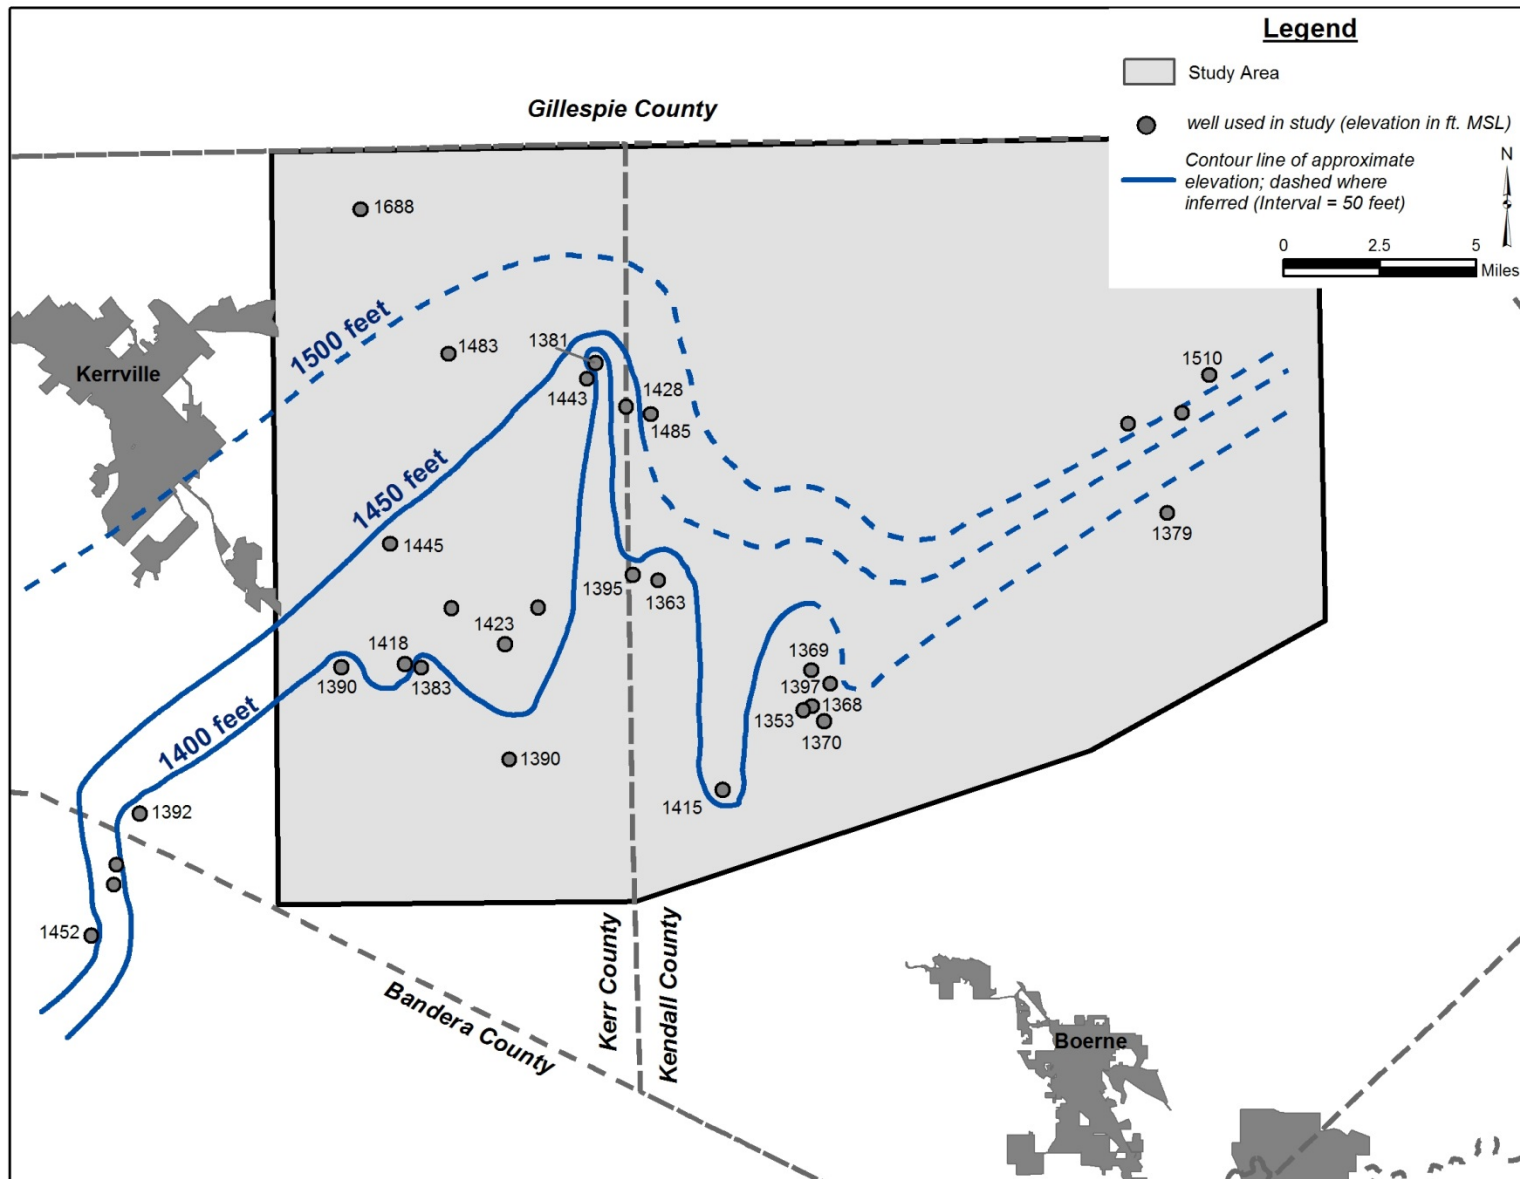 Legend
Study Area
well used in study (elevation in ft. MSL)
Contour line of approximate
elevation; dashed where
inferred (Interval = 50 feet)
N
0 2.5 5
Miles
Gillespie County
1688
1500 feet
1483
1381
Kerrville
1510
1443
1428
1485
1450 feet
1445
1379
1395
1363
1423
1418
1390
1383
1369
1397
1368
1353
1370
1400 feet
1390
1415
1392
1452
Kerr County
Kendall County
Bandera County
Boerne